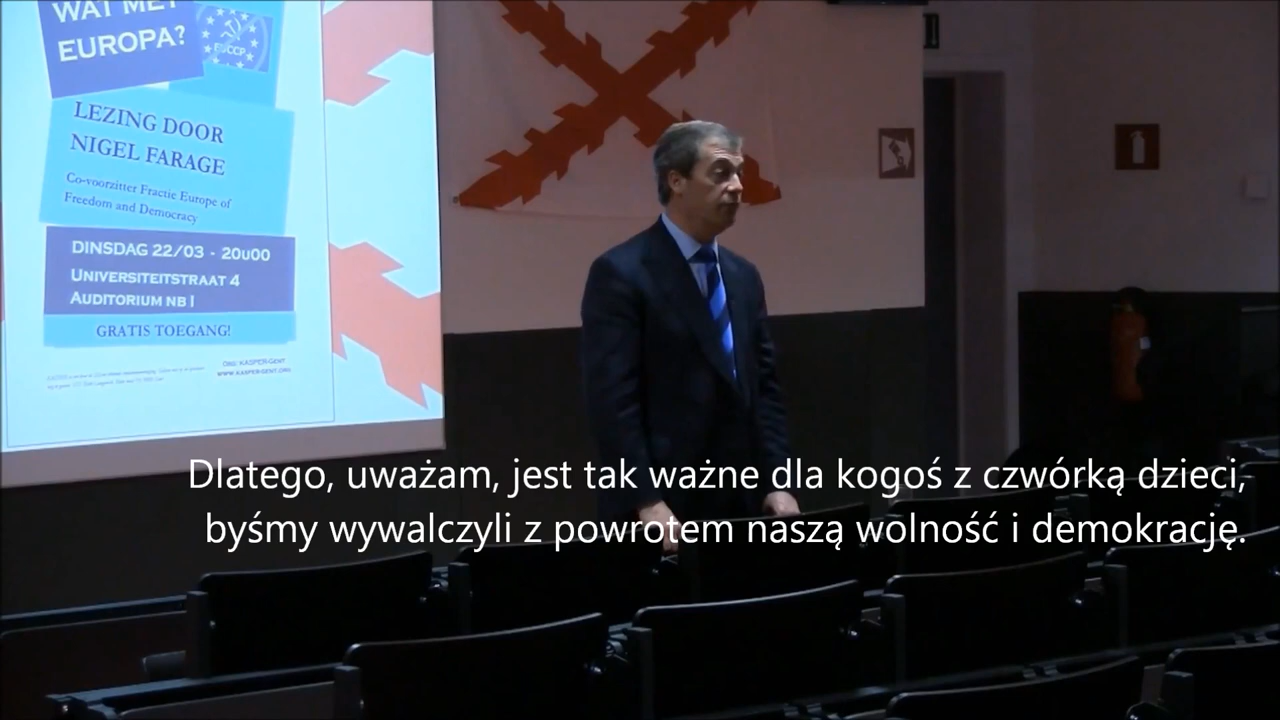 WAT MET
EUROPA?
EUCCP
LEZING DOOR
NIGEL FARAGE
Co-voorzitter Fractie Europe of
Freedom and Democracy
DINSDAG 22/03 - 20U00
UNIVERSITEITSTRAAT 4
AUDITORIUM NB I
GRATIS TOEGANG!
ORG: KASPER-GENT
WWW.KASPER-GENT.ORG
Dlatego, uważam, jest tak ważne dla kogoś z czwórką dzieci,
byśmy wywalczyli z powrotem naszą wolność i demokrację.